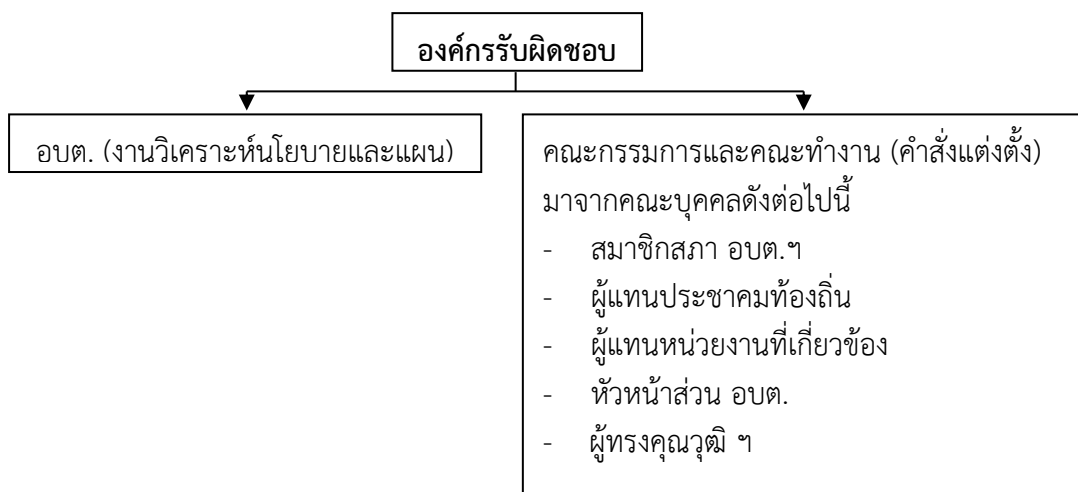 องค์กรรับผิดชอบ
อบต. (งานวิเคราะห์นโยบายและแผน)
คณะกรรมการและคณะทำงาน (คำสั่งแต่งตั้ง)
มาจากคณะบุคคลดังต่อไปนี้
- สมาชิกสภา อบต.ฯ
- ผู้แทนประชาคมท้องถิ่น
- ผู้แทนหน่วยงานที่เกี่ยวข้อง
- หัวหน้าส่วน อบต.
- ผู้ทรงคุณวุฒิ ฯ